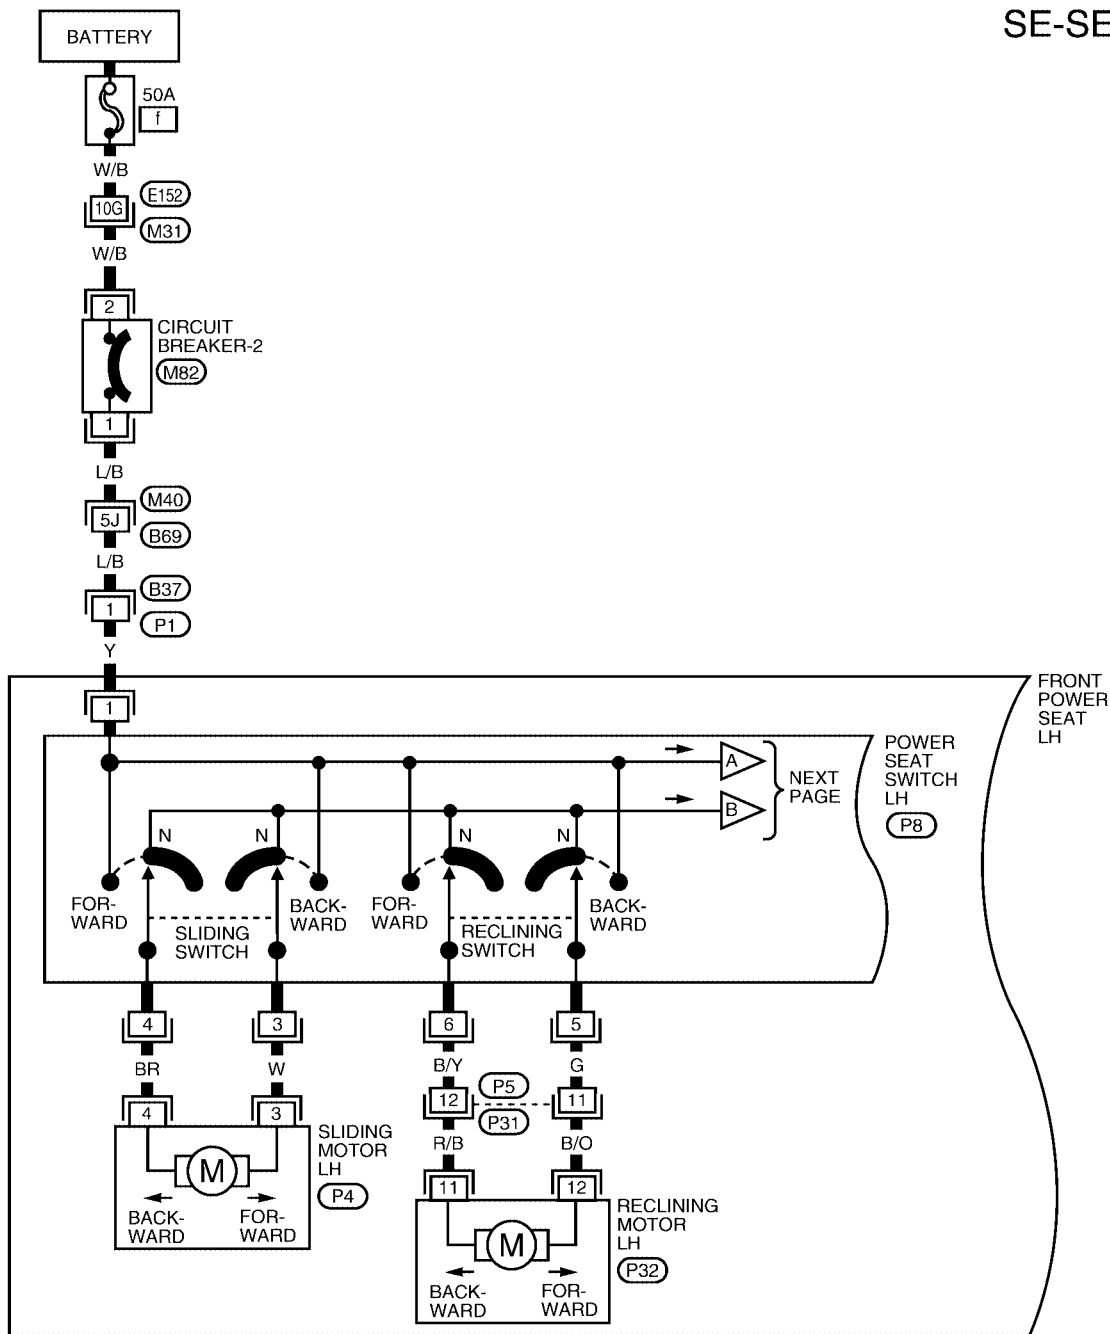 SE-SE
BATTERY
50A
f
W/B
10G
E152
M31
W/B
2
CIRCUIT
BREAKER-2
M82
1
L/B
5J
M40
B69
L/B
1
B37
P1
Y
FRONT
POWER
SEAT
LH
1
POWER
SEAT
SWITCH
LH
P8
A
B
NEXT
PAGE
N
N
N
N
FOR-
WARD
BACK-
WARD
FOR-
WARD
BACK-
WARD
SLIDING
SWITCH
RECLINING
SWITCH
4
3
6
5
BR
W
B/Y
G
12
P5
P31
11
R/B
B/O
4
3
SLIDING
MOTOR
LH
P4
M
BACK-
WARD
FOR-
WARD
11
12
RECLINING
MOTOR
LH
P32
M
BACK-
WARD
FOR-
WARD